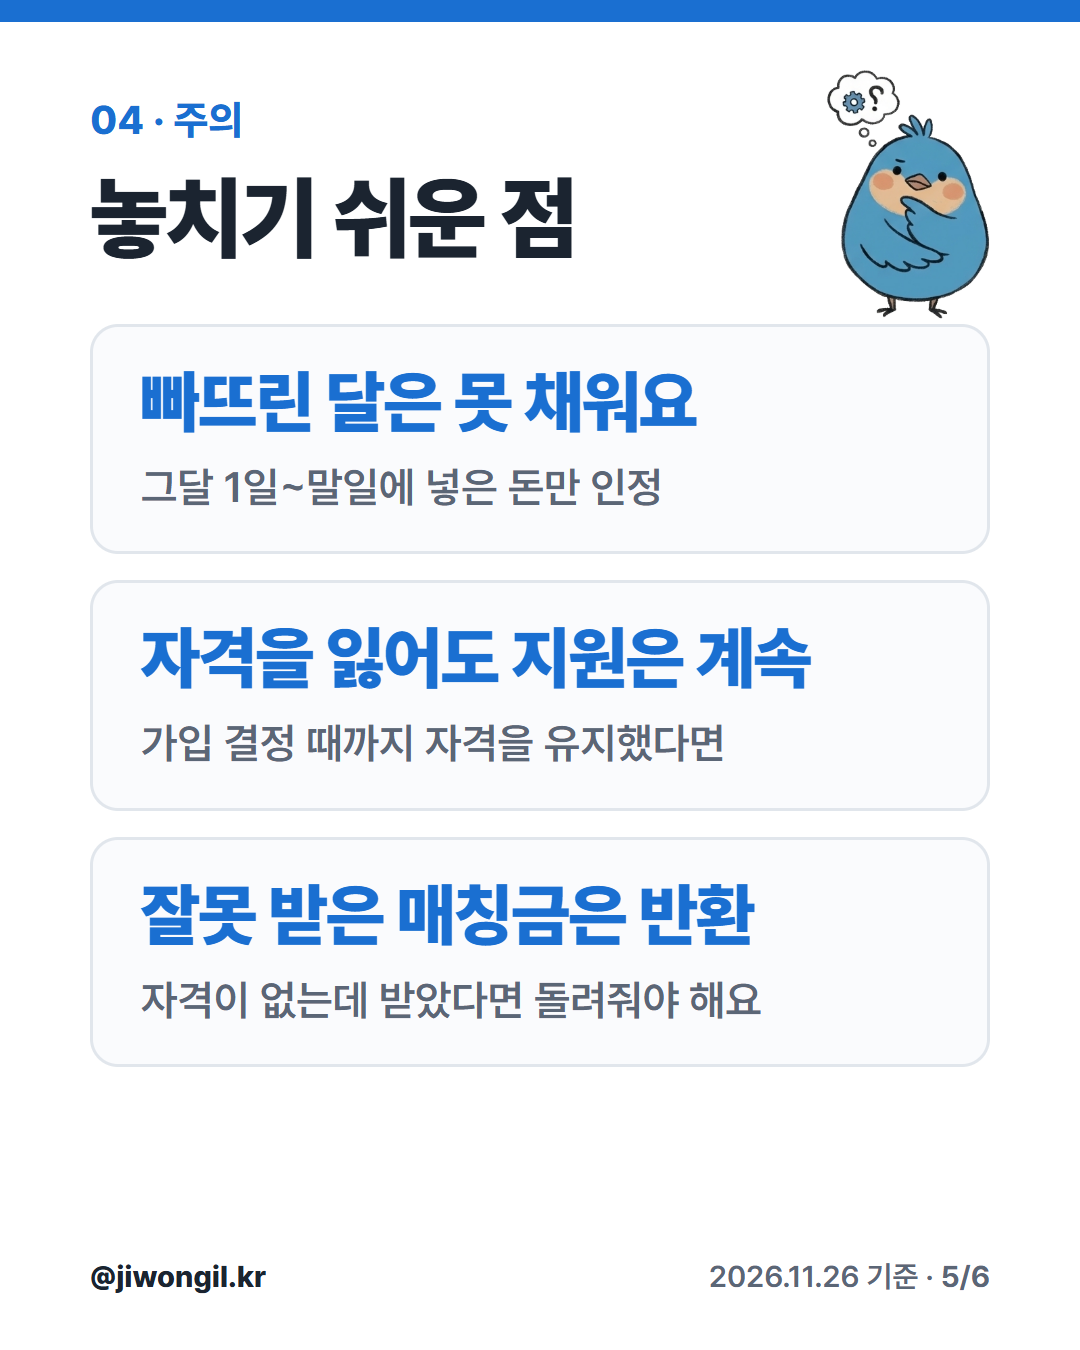 04 · 주의
놓치기 쉬운 점
빠뜨린 달은 못 채워요
그달 1일~말일에 넣은 돈만 인정
자격을 잃어도 지원은 계속
가입 결정 때까지 자격을 유지했다면
잘못 받은 매칭금은 반환
자격이 없는데 받았다면 돌려줘야 해요
@jiwongil.kr
2026.11.26 기준 · 5/6